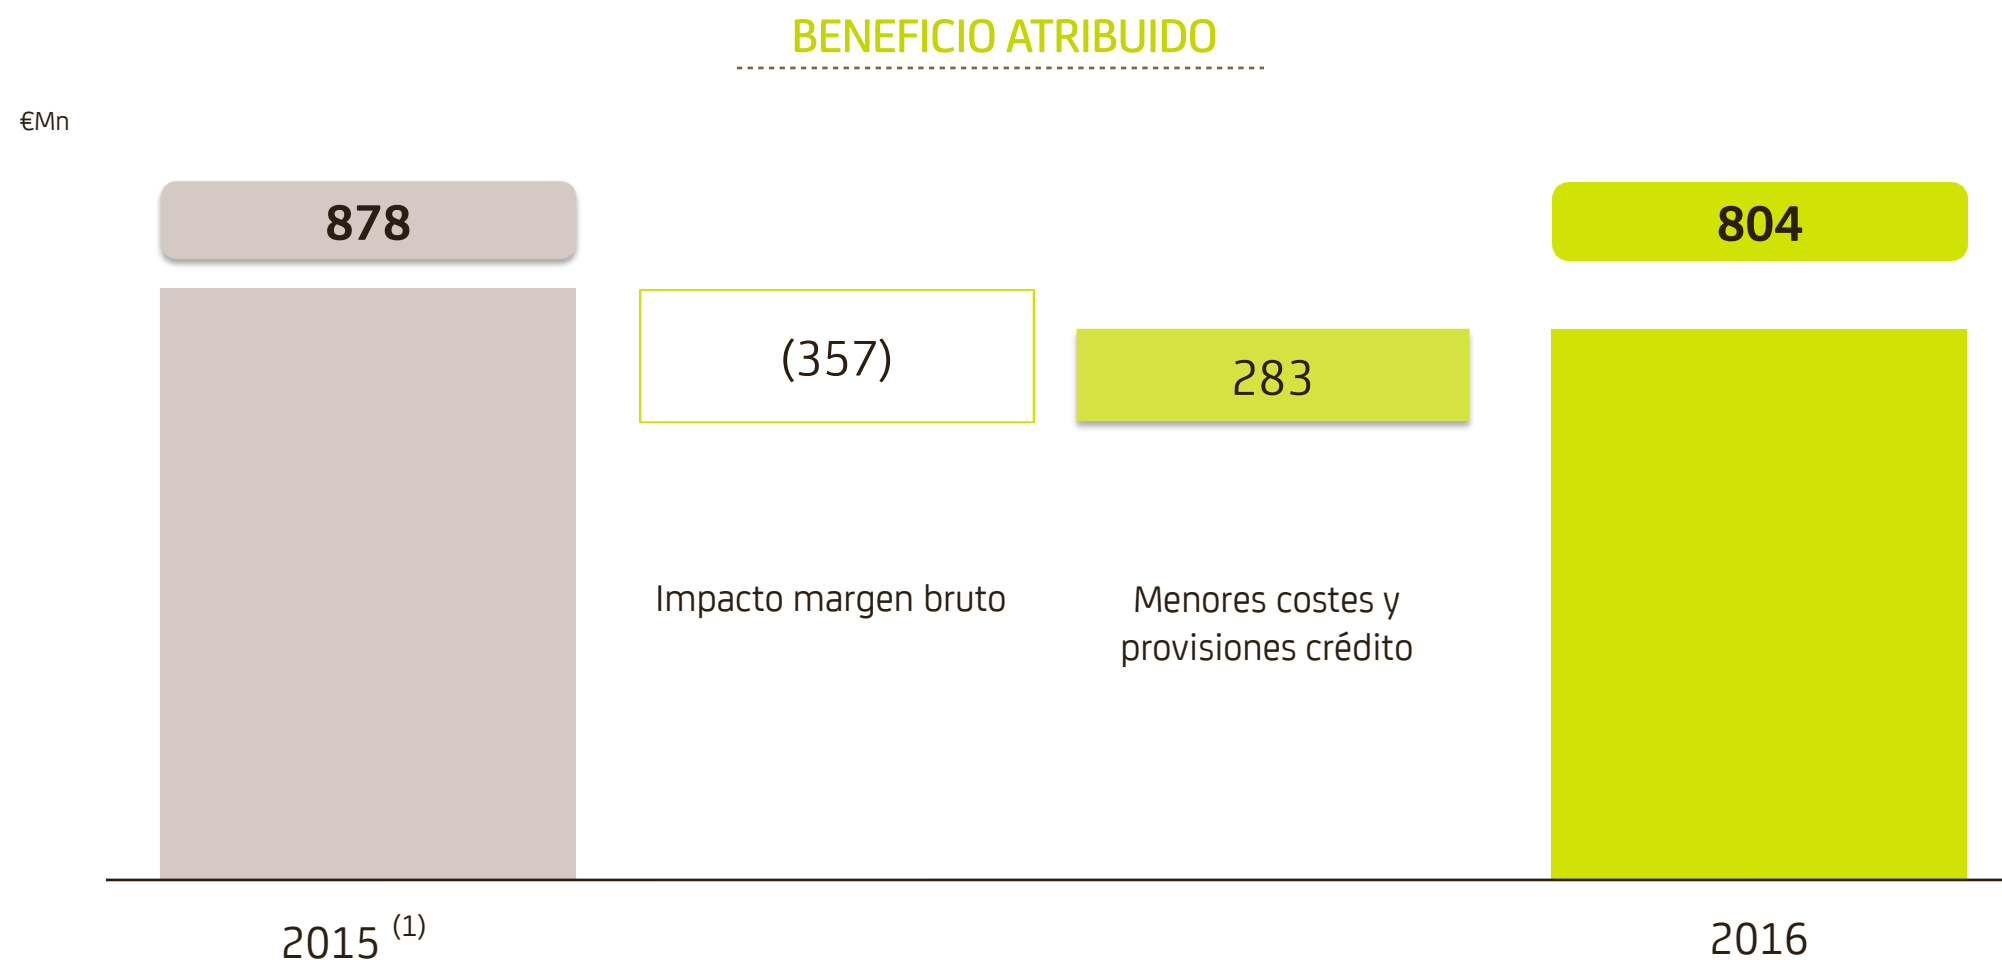 BENEFICIO ATRIBUIDO
€Mn
878
804
(357)
283
Impacto margen bruto
Menores costes y
provisiones crédito
2015 (1)
2016